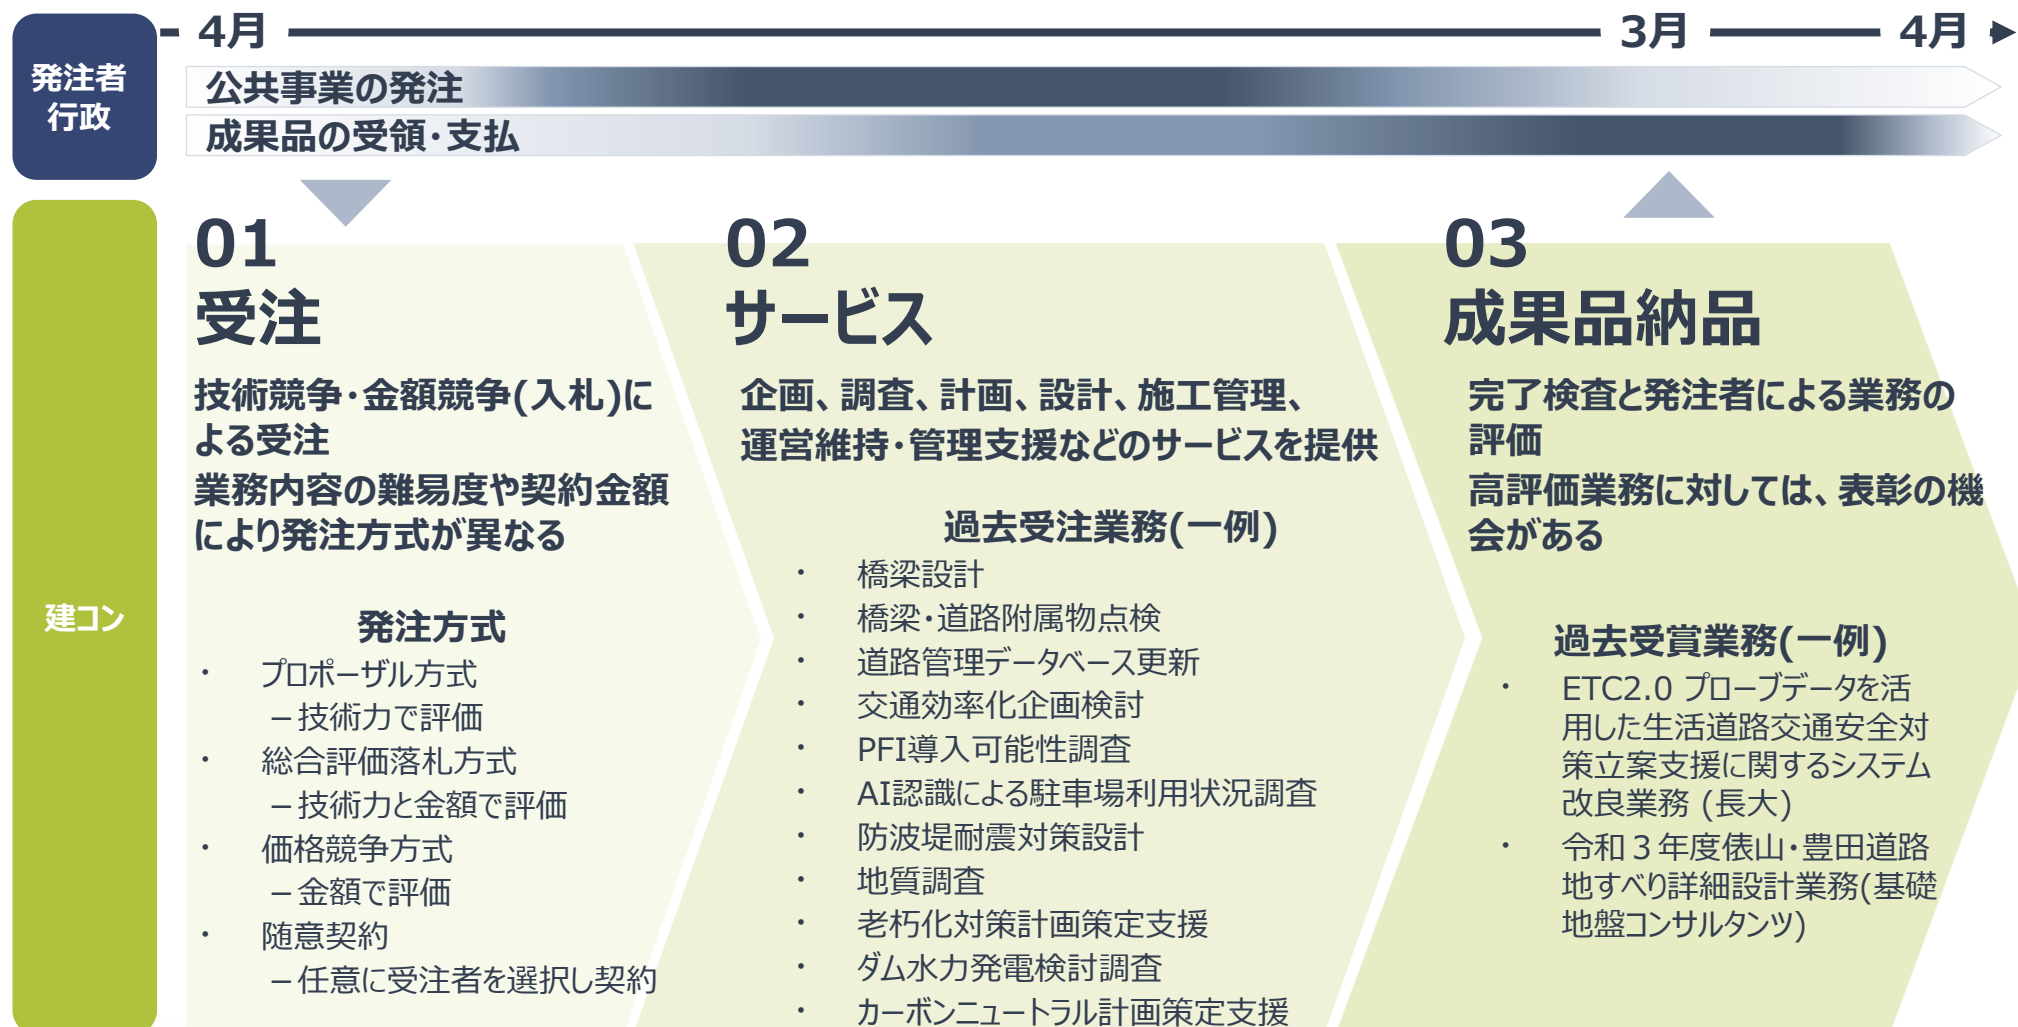 発注者
行政
4月
3月
4月
公共事業の発注
成果品の受領・支払
建コン
01
受注
技術競争・金額競争(入札)に
よる受注
業務内容の難易度や契約金額
により発注方式が異なる
発注方式
・ プロポーザル方式
－技術力で評価
・ 総合評価落札方式
－技術力と金額で評価
・ 価格競争方式
－金額で評価
・ 随意契約
－任意に受注者を選択し契約
02
サービス
企画、調査、計画、設計、施工管理、
運営維持・管理支援などのサービスを提供
過去受注業務(一例)
・ 橋梁設計
・ 橋梁・道路附属物点検
・ 道路管理データベース更新
・ 交通効率化企画検討
・ PFI導入可能性調査
・ AI認識による駐車場利用状況調査
・ 防波堤耐震対策設計
・ 地質調査
・ 老朽化対策計画策定支援
・ ダム水力発電検討調査
・ カーボンニュートラル計画策定支援
03
成果品納品
完了検査と発注者による業務の
評価
高評価業務に対しては、表彰の機
会がある
過去受賞業務(一例)
・ ETC2.0 プローブデータを活
用した生活道路交通安全対
策立案支援に関するシステム
改良業務 (長大)
・ 令和３年度俵山・豊田道路
地すべり詳細設計業務(基礎
地盤コンサルタンツ)